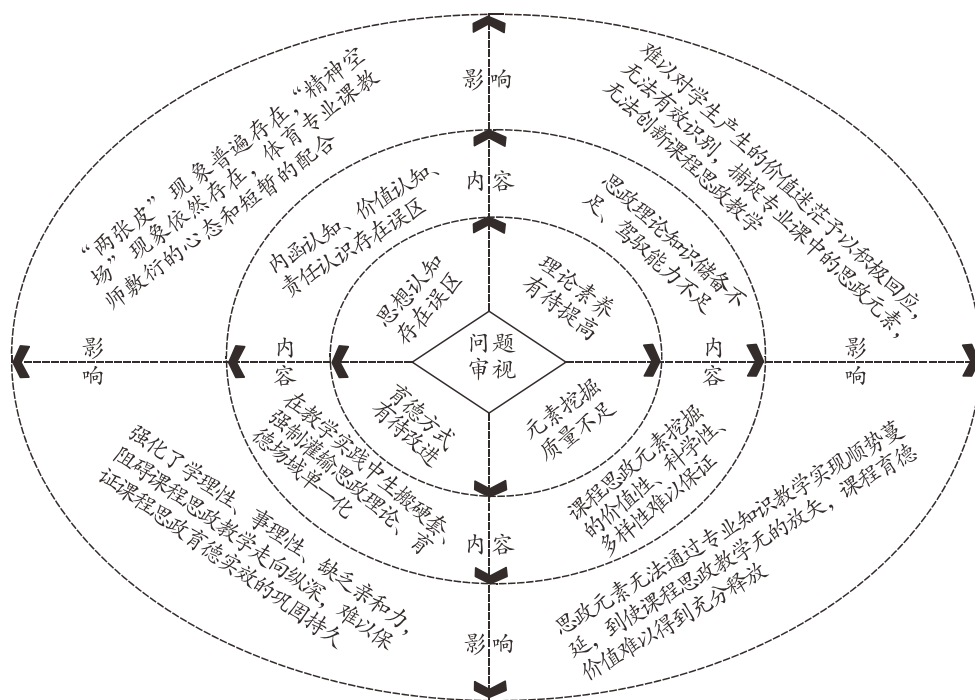 影响
“两张皮”现象普遍存在，“精神空
场”现象依然存在，体育专业课教
师敷衍的心态和短暂的配合
难以对学生产生的价值迷茫予以积极回应，
无法有效识别，捕捉专业课中的思政元素，
无法创新课程思政教学
内容
内函认知、价值认知、
责任认识存在误区
思政理论知识储备不
足、驾驭能力不足
思想认知
存在误区
理论素养
有待提高
影响
内容
问题
审视
内容
影响
育德方式
有待改进
元素挖掘
质量不足
在教学实践中生搬硬套、
强制灌输思政理论、育
德场域单一化
课程思政元素挖掘
的价值性、科学性、
多样性难以保证
内容
强化了学理性、事理性、缺乏亲和力，
阻碍课程思政教学走向纵深，难以保
证课程思政育德实效的巩固持久
思政元素无法通过专业知识教学实现顺势蔓
延，到使课程思政教学无的放矢，课程育德
价值难以得到充分释放
影响